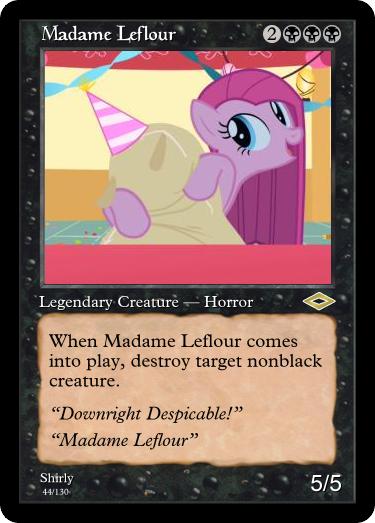 Madame Leflour 2
Legendary Creature — Horror
When Madame Leflour comes
into play, destroy target nonblack
creature.
“Downright Despicable!”
“Madame Leflour”
Shirly
44/130
5/5